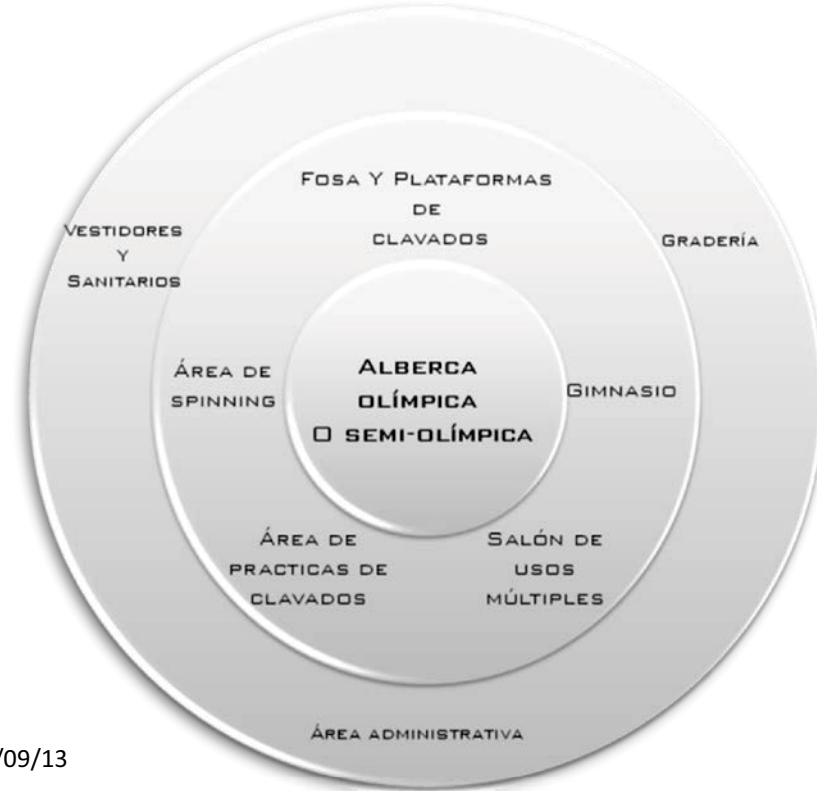 Fosa Y Plataformas
de
clavados
Vestidores
y
Sanitarios
Gradería
Área de
spinning
Alberca
olímpica
O semi-olímpica
Gimnasio
Área de
practicas de
clavados
Salón de
usos
múltiples
Área administrativa
/09/13